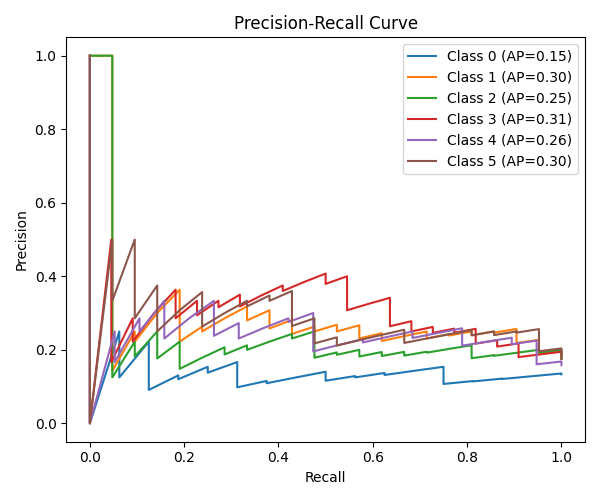 Precision-Recall Curve
Precision
1.0
0.8
0.6
0.4
0.2
0.0
Class 0 (AP=0.15)
Class 1 (AP=0.30)
Class 2 (AP=0.25)
Class 3 (AP=0.31)
Class 4 (AP=0.26)
Class 5 (AP=0.30)
0.0
0.2
0.4
0.6
0.8
1.0
Recall